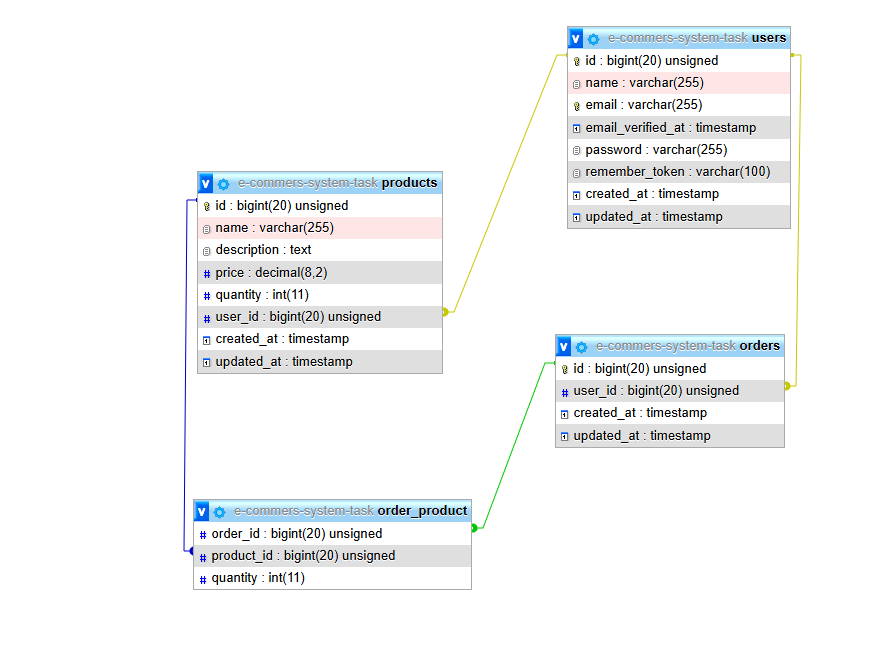 v e-commers-system-task users
id : bigint(20) unsigned
name : varchar(255)
email : varchar(255)
email_verified_at : timestamp
password : varchar(255)
remember_token : varchar(100)
created_at : timestamp
updated_at : timestamp
v e-commers-system-task products
id : bigint(20) unsigned
name : varchar(255)
description : text
# price : decimal(8,2)
# quantity : int(11)
# user_id : bigint(20) unsigned
created_at : timestamp
updated_at : timestamp
v e-commers-system-task orders
id : bigint(20) unsigned
# user_id : bigint(20) unsigned
created_at : timestamp
updated_at : timestamp
v e-commers-system-task order_product
# order_id : bigint(20) unsigned
# product_id : bigint(20) unsigned
# quantity : int(11)